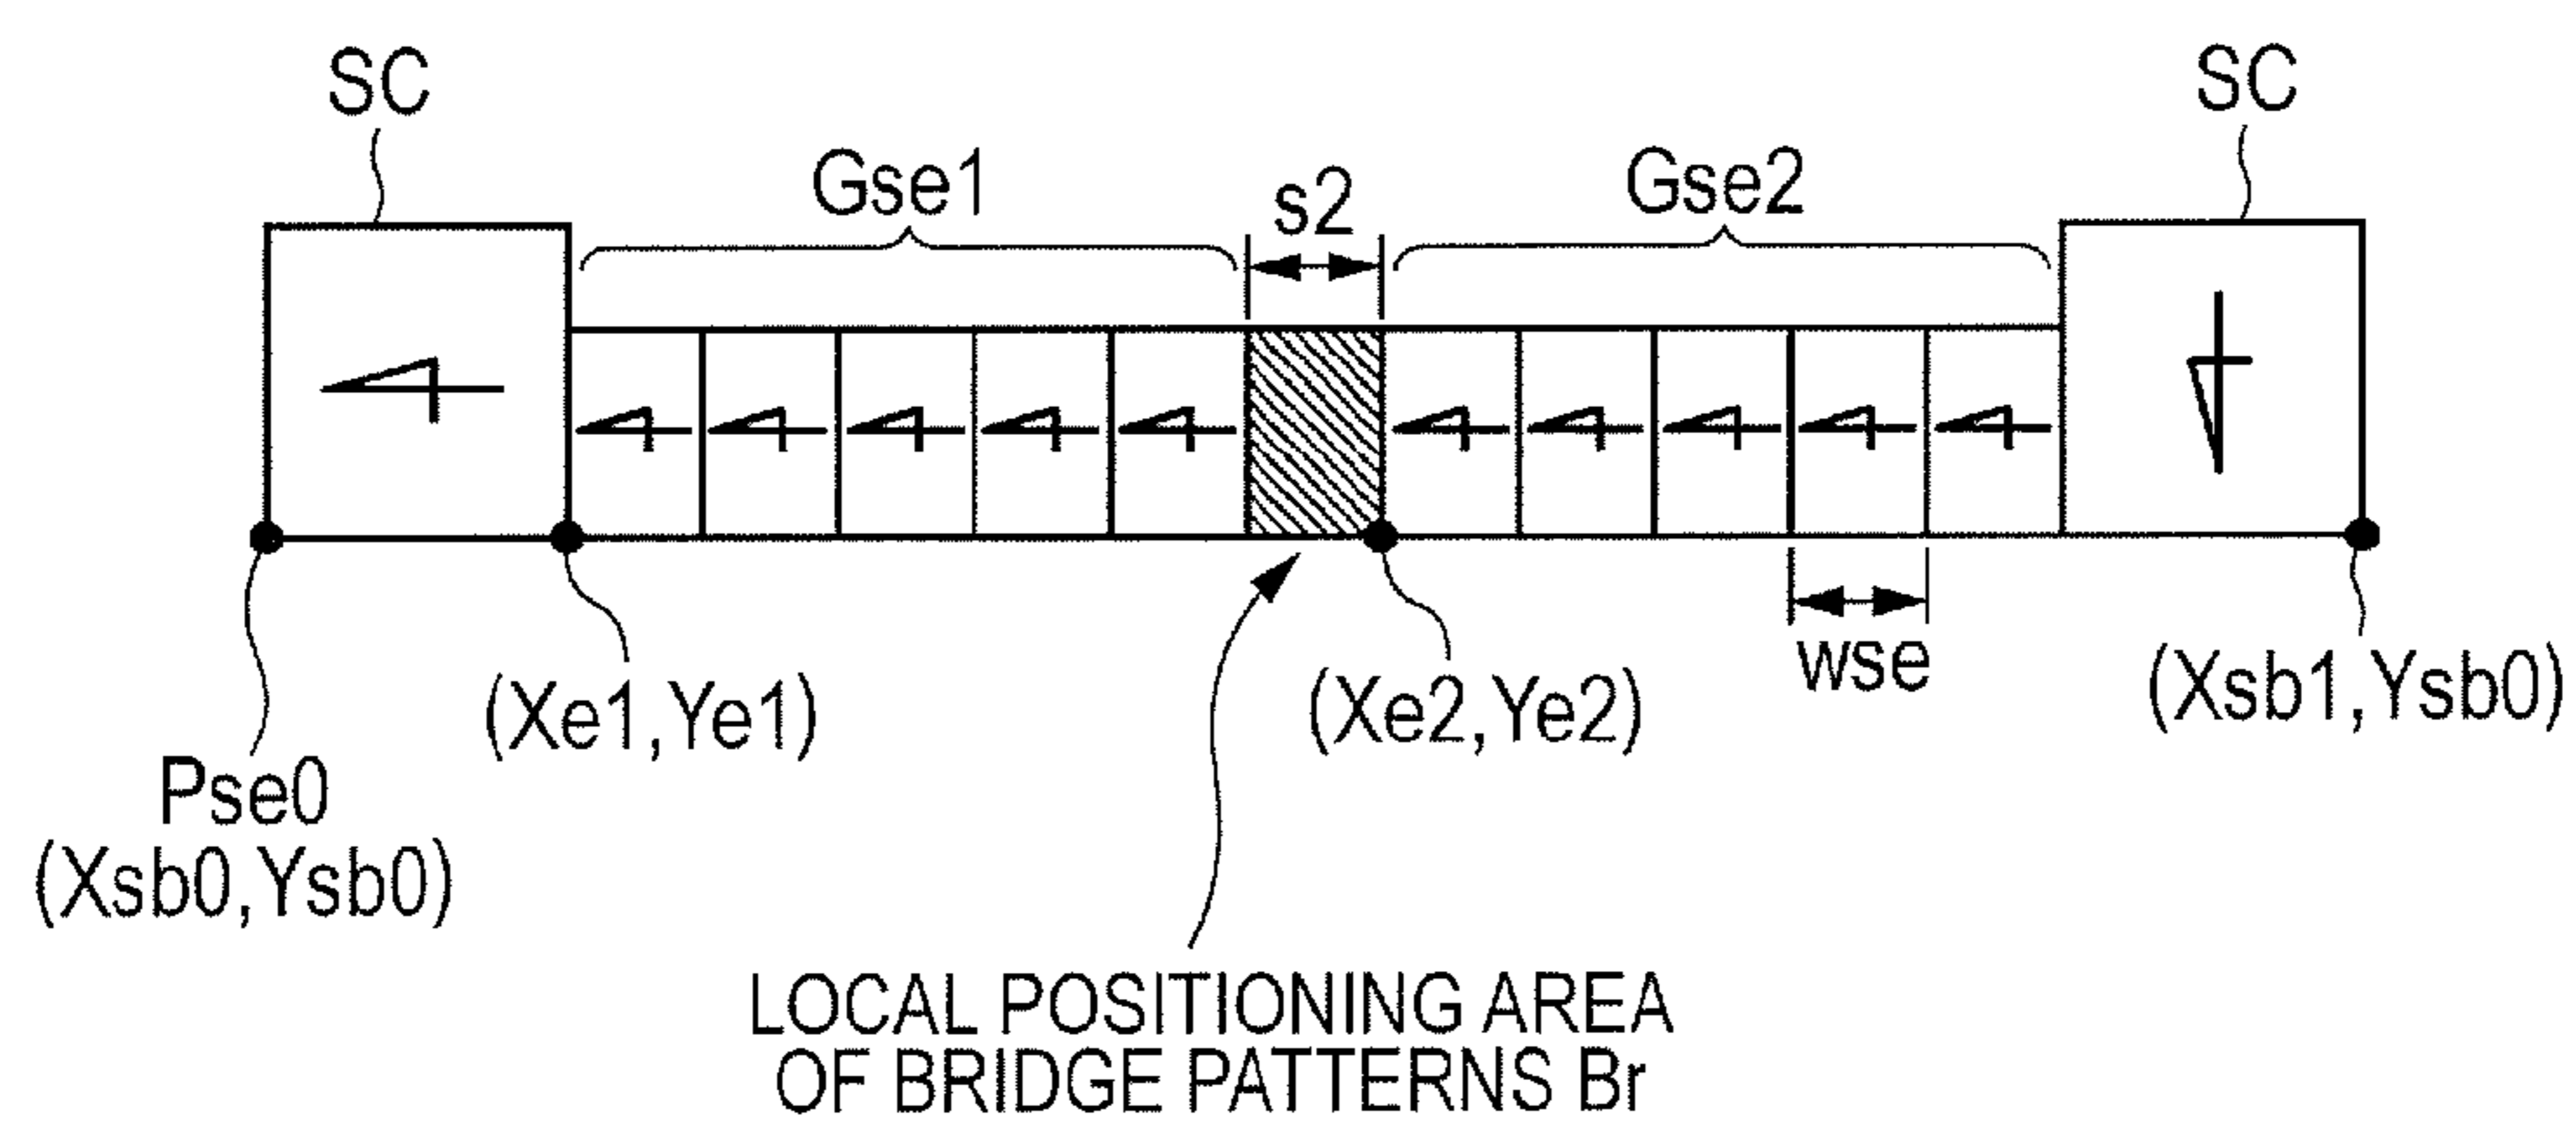 SC
SC
Gse1
s2
Gse2
wse
(Xe1,Ye1)
(Xe2,Ye2)
(Xsb1,Ysb0)
Pse0
(Xsb0,Ysb0)
LOCAL POSITIONING AREA
OF BRIDGE PATTERNS Br